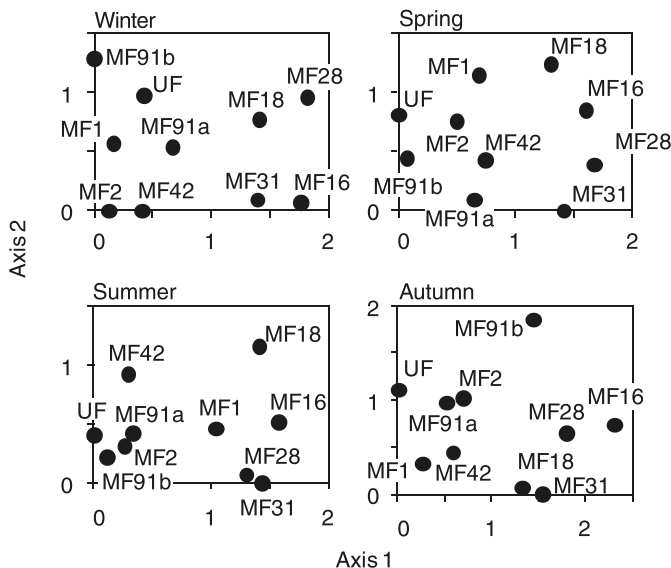 Winter
MF91b
UF
MF28
MF18
1
MF1
MF91a
MF2
MF42
MF31
MF16
0
0
1
2
Spring
MF18
MF1
MF16
1
UF
MF2
MF42
MF28
MF91b
MF31
MF91a
0
0
1
2
Axis 2
Summer
MF18
MF42
1
UF
MF91a
MF1
MF16
MF2
MF28
MF91b
MF31
0
0
1
2
Autumn
2
MF91b
UF
MF2
1
MF91a
MF28
MF16
MF1
MF42
MF18
MF31
0
0
1
2
Axis 1